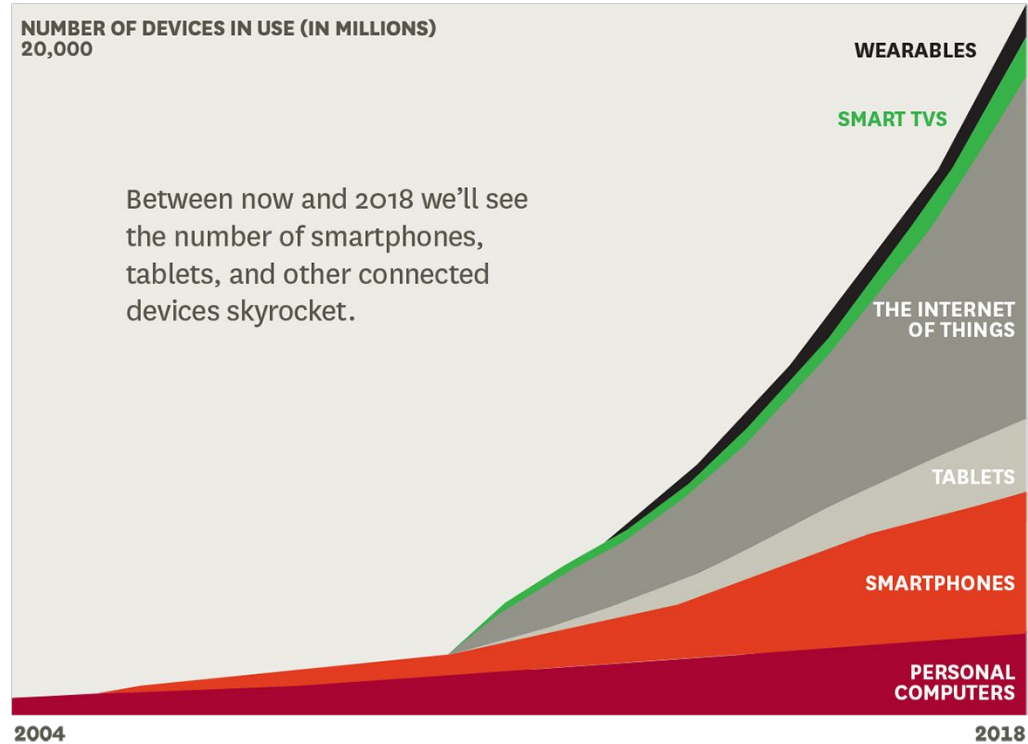 NUMBER OF DEVICES IN USE (IN MILLIONS)
20,000
WEARABLES
SMART TVS
Between now and 2018 we’ll see
the number of smartphones,
tablets, and other connected
devices skyrocket.
THE INTERNET
OF THINGS
TABLETS
SMARTPHONES
PERSONAL
COMPUTERS
2004
2018